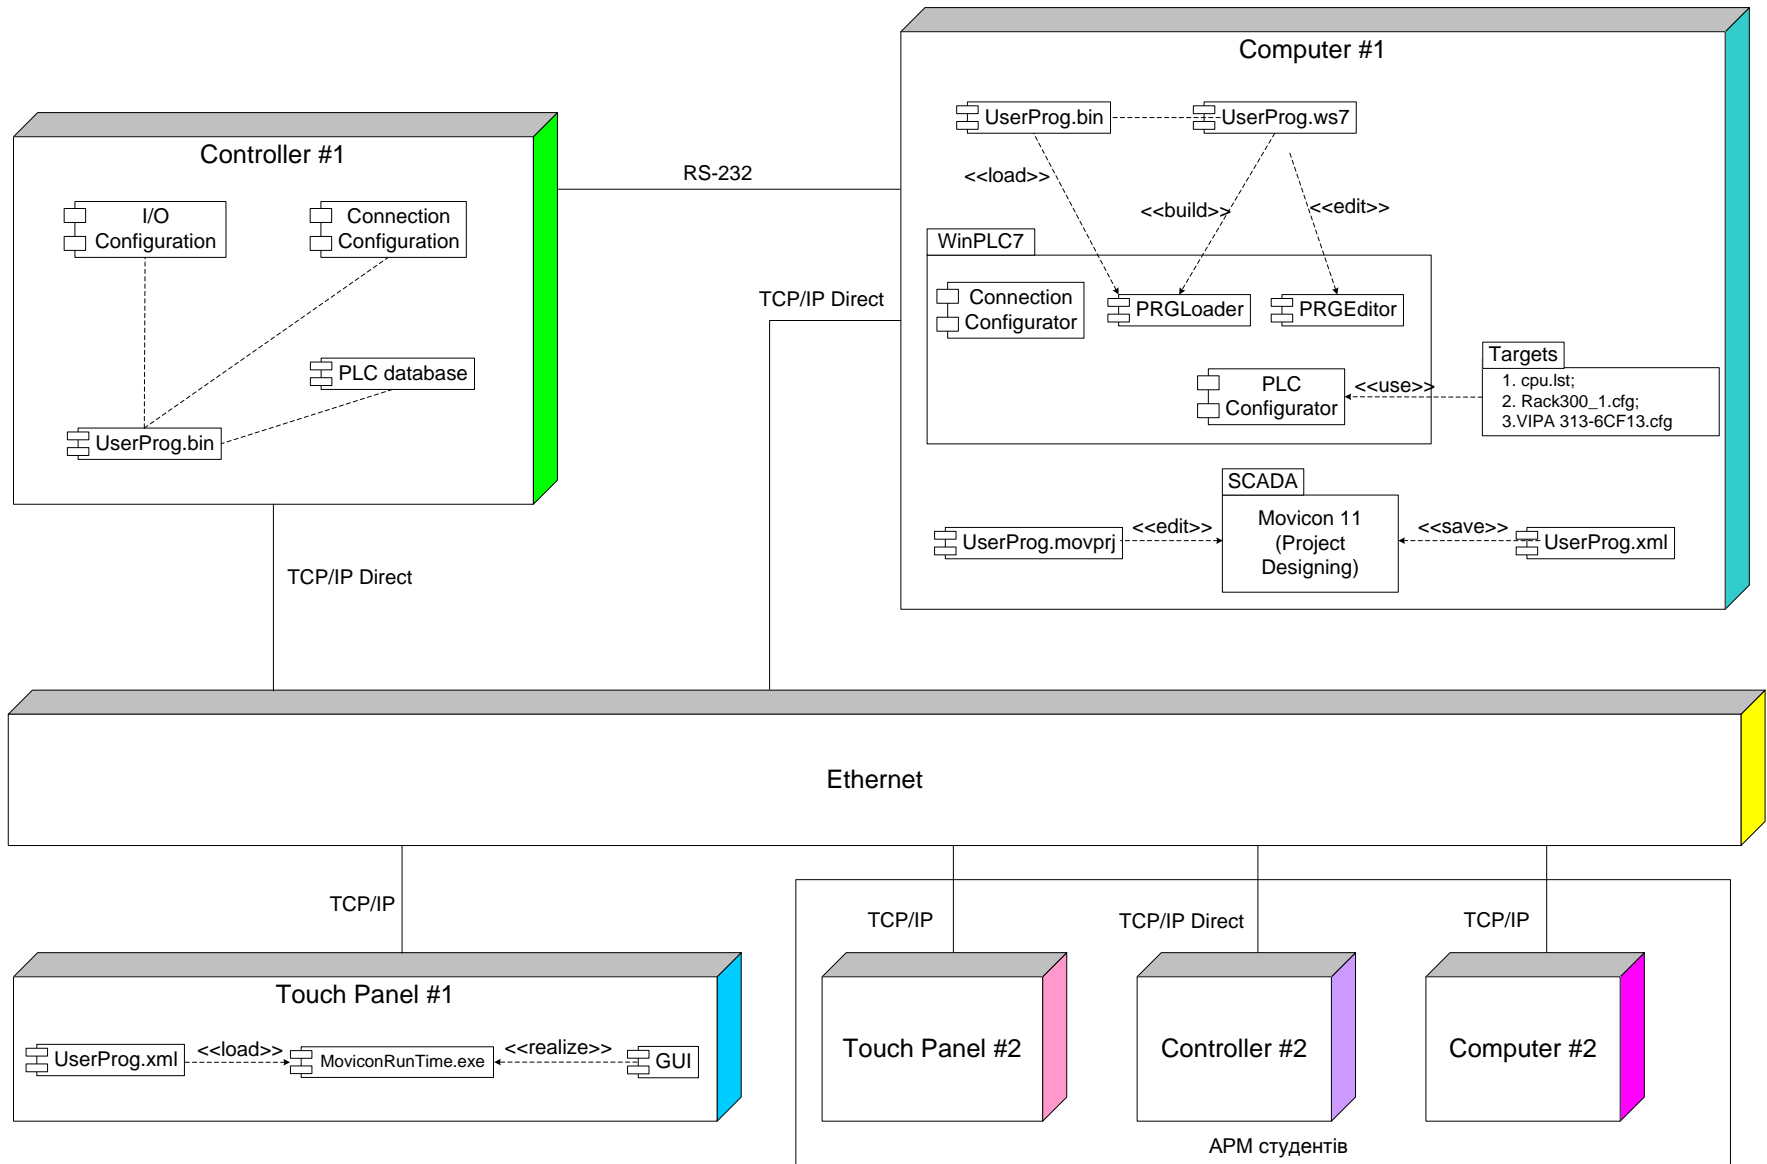 Computer #1
UserProg.bin
UserProg.ws7
Controller #1
RS-232
<<load>>
<<build>>
<<edit>>
I/O
Configuration
Connection
Configuration
WinPLC7
TCP/IP Direct
Connection
Configurator
PRGLoader
PRGEditor
PLC database
Targets
1. cpu.lst;
2. Rack300_1.cfg;
3.VIPA 313-6CF13.cfg
PLC
Configurator
<<use>>
UserProg.bin
SCADA
Movicon 11
(Project
Designing)
UserProg.movprj
<<edit>>
<<save>>
UserProg.xml
TCP/IP Direct
Ethernet
TCP/IP
TCP/IP
TCP/IP Direct
TCP/IP
Touch Panel #1
UserProg.xml
<<load>>
MoviconRunTime.exe
<<realize>>
GUI
Touch Panel #2
Controller #2
Computer #2
АРМ студентів